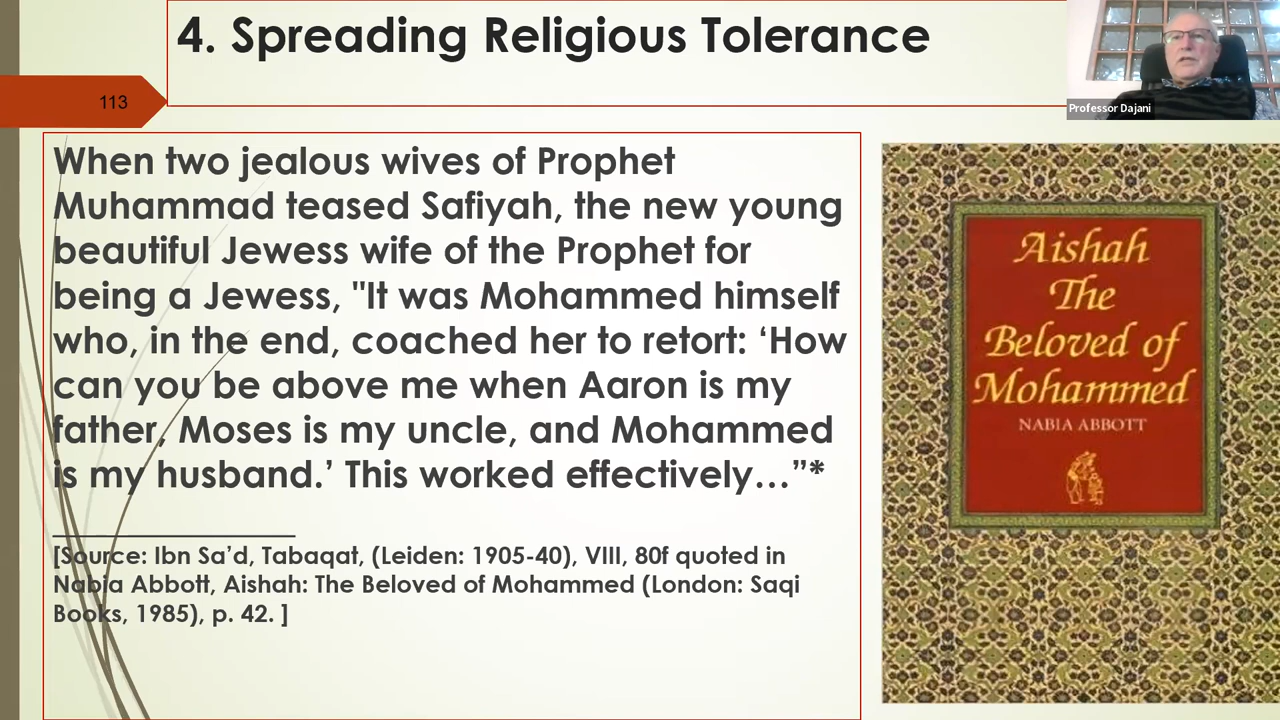 4. Spreading Religious Tolerance
Professor Dajani
113
When two jealous wives of Prophet
Muhammad teased Safiyah, the new young
beautiful Jewess wife of the Prophet for
being a Jewess, "It was Mohammed himself
who, in the end, coached her to retort: ‘How
can you be above me when Aaron is my
father, Moses is my uncle, and Mohammed
is my husband.’ This worked effectively…”*
[Source: Ibn Sa’d, Tabaqat, (Leiden: 1905-40), VIII, 80f quoted in
Nabia Abbott, Aishah: The Beloved of Mohammed (London: Saqi
Books, 1985), p. 42. ]
Aishah
The
Beloved of
Mohammed
NABIA ABBOTT